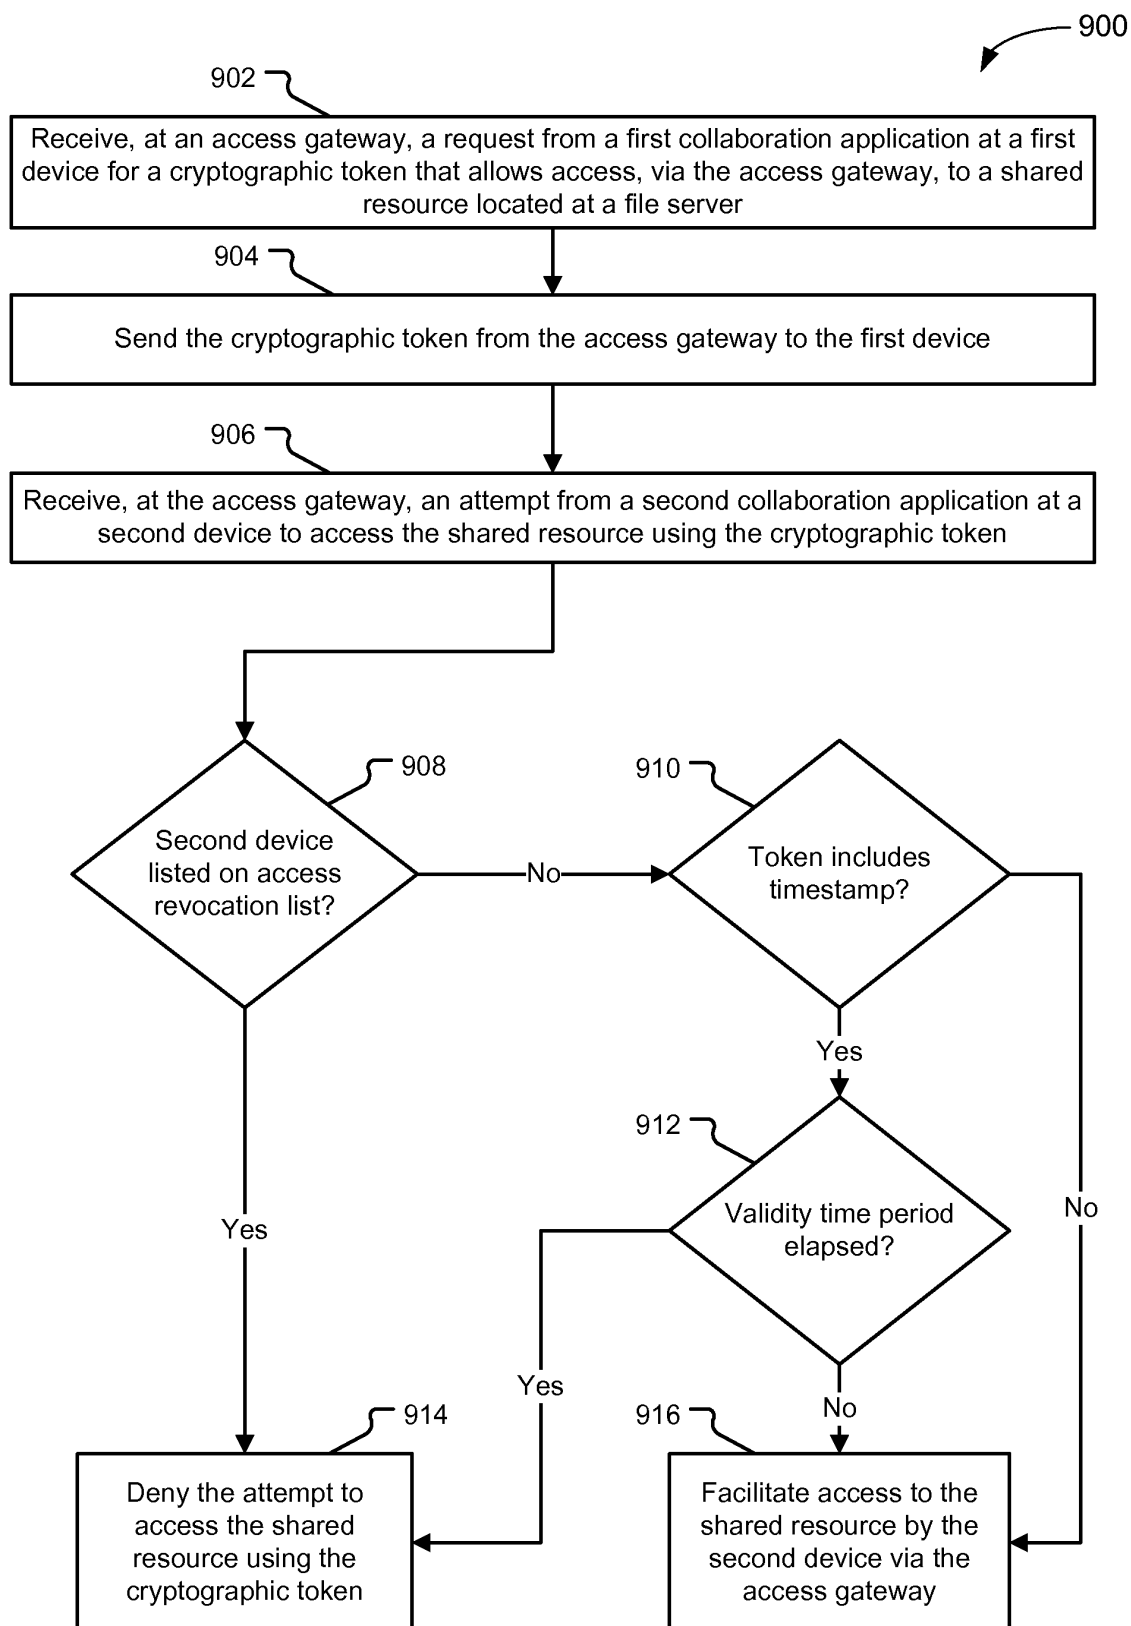 900
902
Receive, at an access gateway, a request from a first collaboration application at a first
device for a cryptographic token that allows access, via the access gateway, to a shared
resource located at a file server
904
Send the cryptographic token from the access gateway to the first device
906
Receive, at the access gateway, an attempt from a second collaboration application at a
second device to access the shared resource using the cryptographic token
908
Second device
listed on access
revocation list?
No
910
Token includes
timestamp?
Yes
912
Validity time period
elapsed?
No
Yes
Yes
No
914
Deny the attempt to
access the shared
resource using the
cryptographic token
916
Facilitate access to the
shared resource by the
second device via the
access gateway